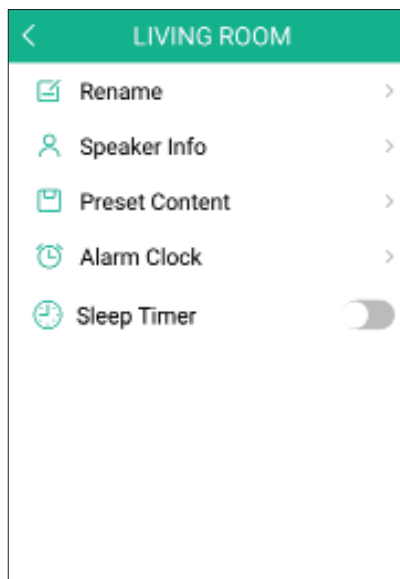 LIVING ROOM
Rename
Speaker Info
Preset Content
Alarm Clock
Sleep Timer